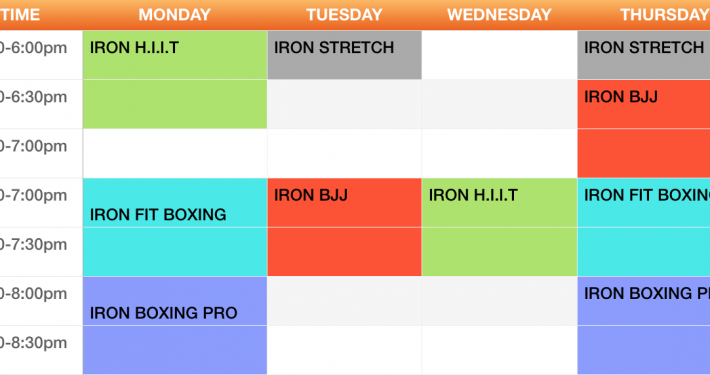 TIME MONDAY TUESDAY WEDNESDAY THURSDAY
0-6:00pm IRON H.I.I.T IRON STRETCH IRON STRETCH
0-6:30pm IRON BJJ
0-7:00pm
0-7:00pm IRON FIT BOXING IRON BJJ IRON H.I.I.T IRON FIT BOXING
0-7:30pm
0-8:00pm IRON BOXING PRO IRON BOXING P
0-8:30pm